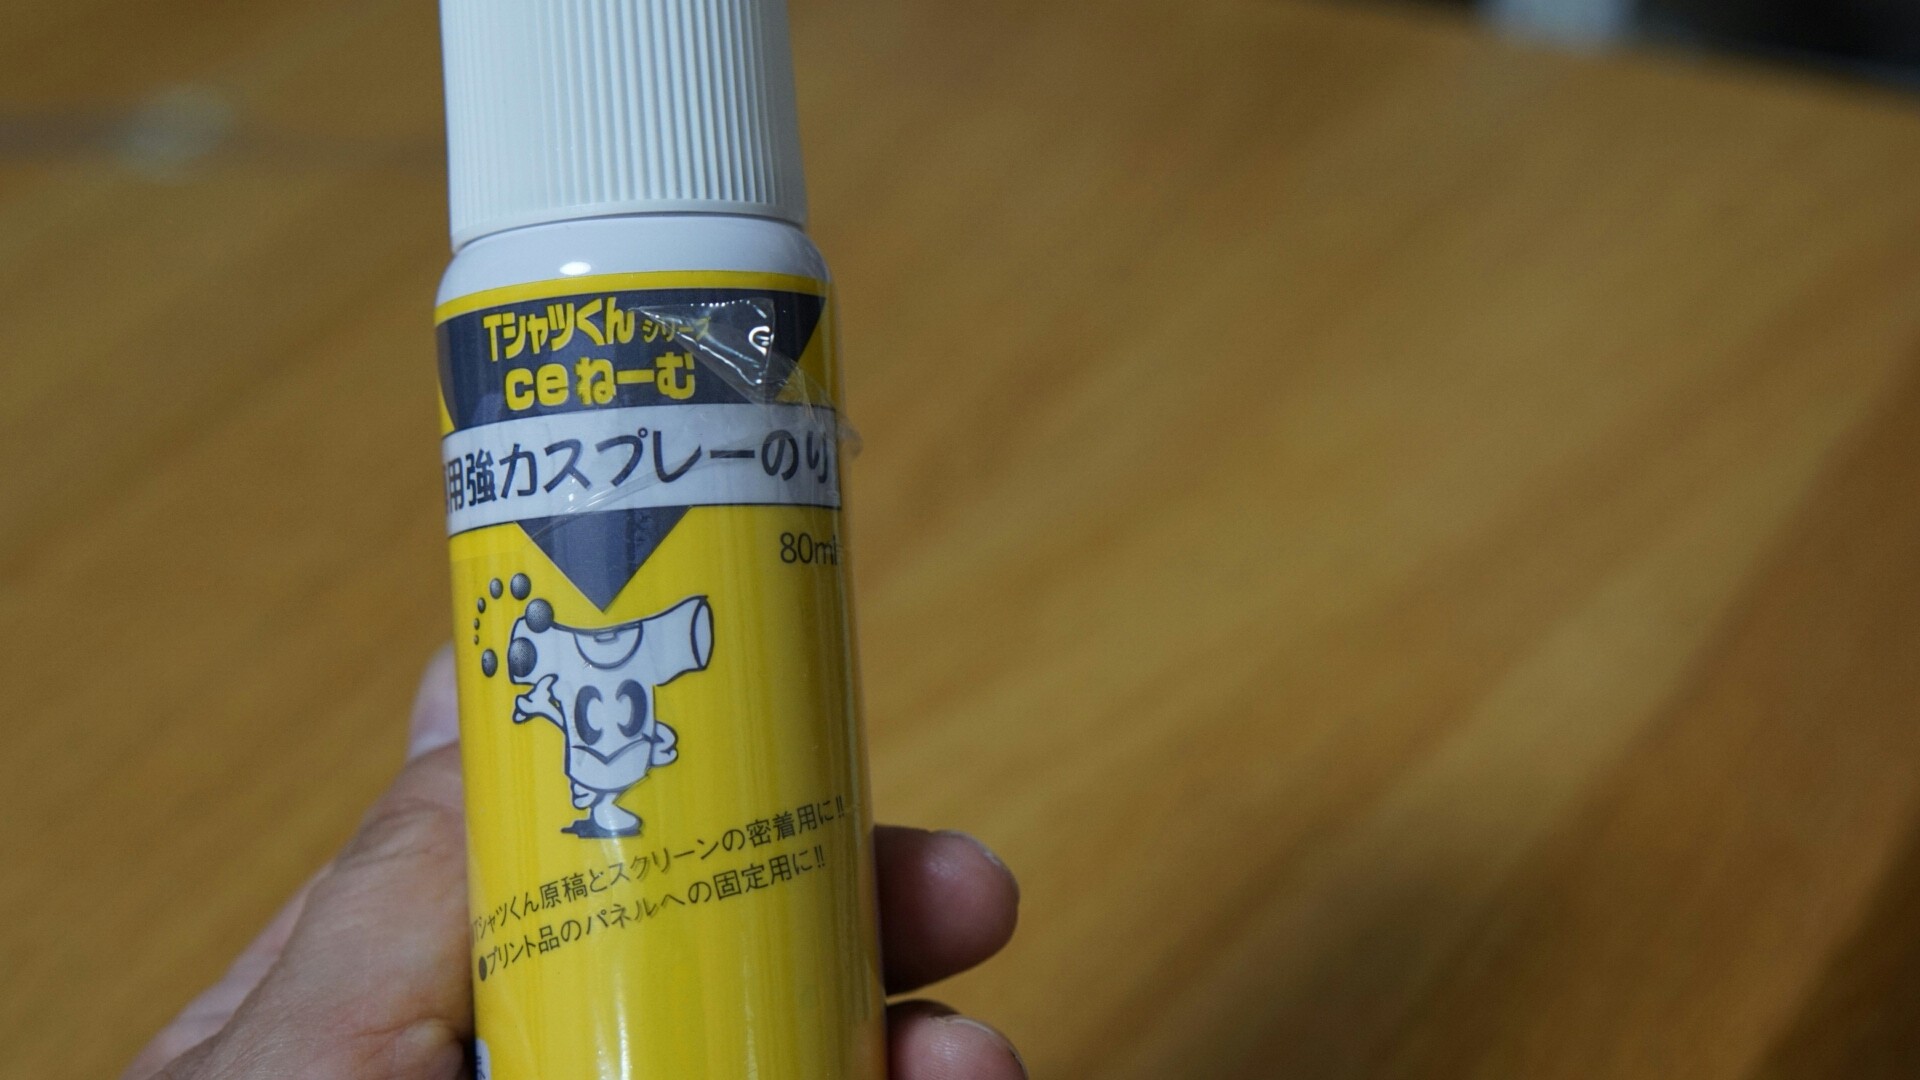 Tシャツくんシリーズ
ceねーむ
用強力スプレーのり
80ml
Tシャツくん原稿とスクリーンの密着用に!!
●プリント品のパネルへの固定用に!!